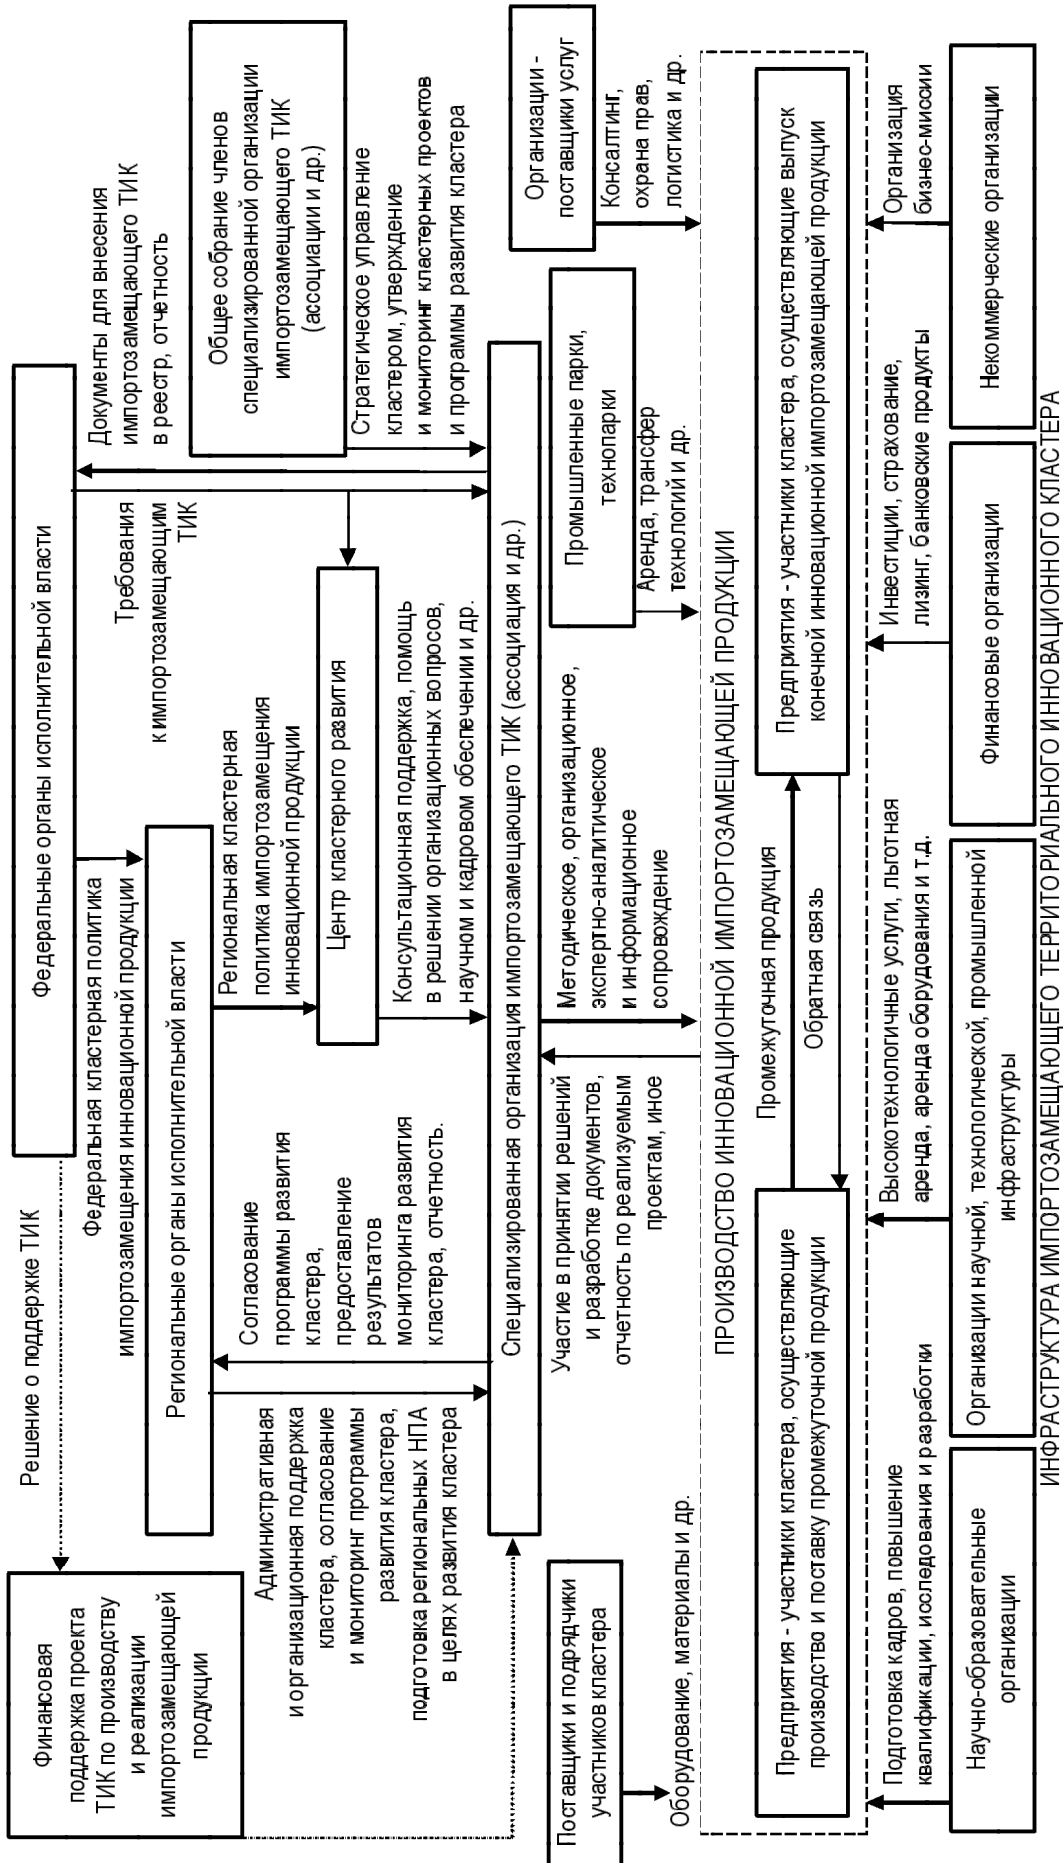 Финансовая
поддержка проекта
ТИК по производству
и реализации
импортозамещающей
продукции
Решение о поддержке ТИК
Федеральные органы исполнительной власти
Федеральная кластерная политика
импортозамещения инновационной продукции
Требования
к импортозамещающим
ТИК
Документы для внесения
импортозамещающего ТИК
в реестр, отчетность
Региональные органы исполнительной власти
Общее собрание членов
специализированной организации
импортозамещающего ТИК
(ассоциации и др.)
Административная
и организационная поддержка
кластера, согласование
и мониторинг программы
развития кластера,
подготовка региональных НПА
в целях развития кластера
Согласование
программы развития
кластера,
предоставление
результатов
мониторинга развития
кластера, отчетность.
Региональная кластерная
политика импортозамещения
инновационной продукции
Центр кластерного развития
Консультационная поддержка, помощь
в решении организационных вопросов,
научном и кадровом обеспечении и др.
Стратегическое управление
кластером, утверждение
и мониторинг кластерных проектов
и программы развития кластера
Специализированная организация импортозамещающего ТИК (ассоциация и др.)
Поставщики и подрядчики
участников кластера
Оборудование, материалы и др.
Участие в принятии решений
и разработке документов,
отчетность по реализуемым
проектам, иное
Методическое, организационное,
экспертно-аналитическое
и информационное
сопровождение
Промышленные парки,
технопарки
Аренда, трансфер
технологий и др.
Организации -
поставщики услуг
Консалтинг,
охрана прав,
логистика и др.
ПРОИЗВОДСТВО ИННОВАЦИОННОЙ ИМПОРТОЗАМЕЩАЮЩЕЙ ПРОДУКЦИИ
Предприятия - участники кластера, осуществляющие
производство и поставку промежуточной продукции
Промежуточная продукция
Обратная связь
Предприятия - участники кластера, осуществляющие выпуск
конечной инновационной импортозамещающей продукции
Подготовка кадров, повышение
квалификации, исследования и разработки
Высокотехнологичные услуги, льготная
аренда, аренда оборудования и т.д.
Инвестиции, страхование,
лизинг, банковские продукты
Организация
бизнес-миссии
Научно-образовательные
организации
Организации научной, технологической, промышленной
инфраструктуры
Финансовые организации
Некоммерческие организации
ИНФРАСТРУКТУРА ИМПОРТОЗАМЕЩАЮЩЕГО ТЕРРИТОРИАЛЬНОГО ИННОВАЦИОННОГО КЛАСТЕРА